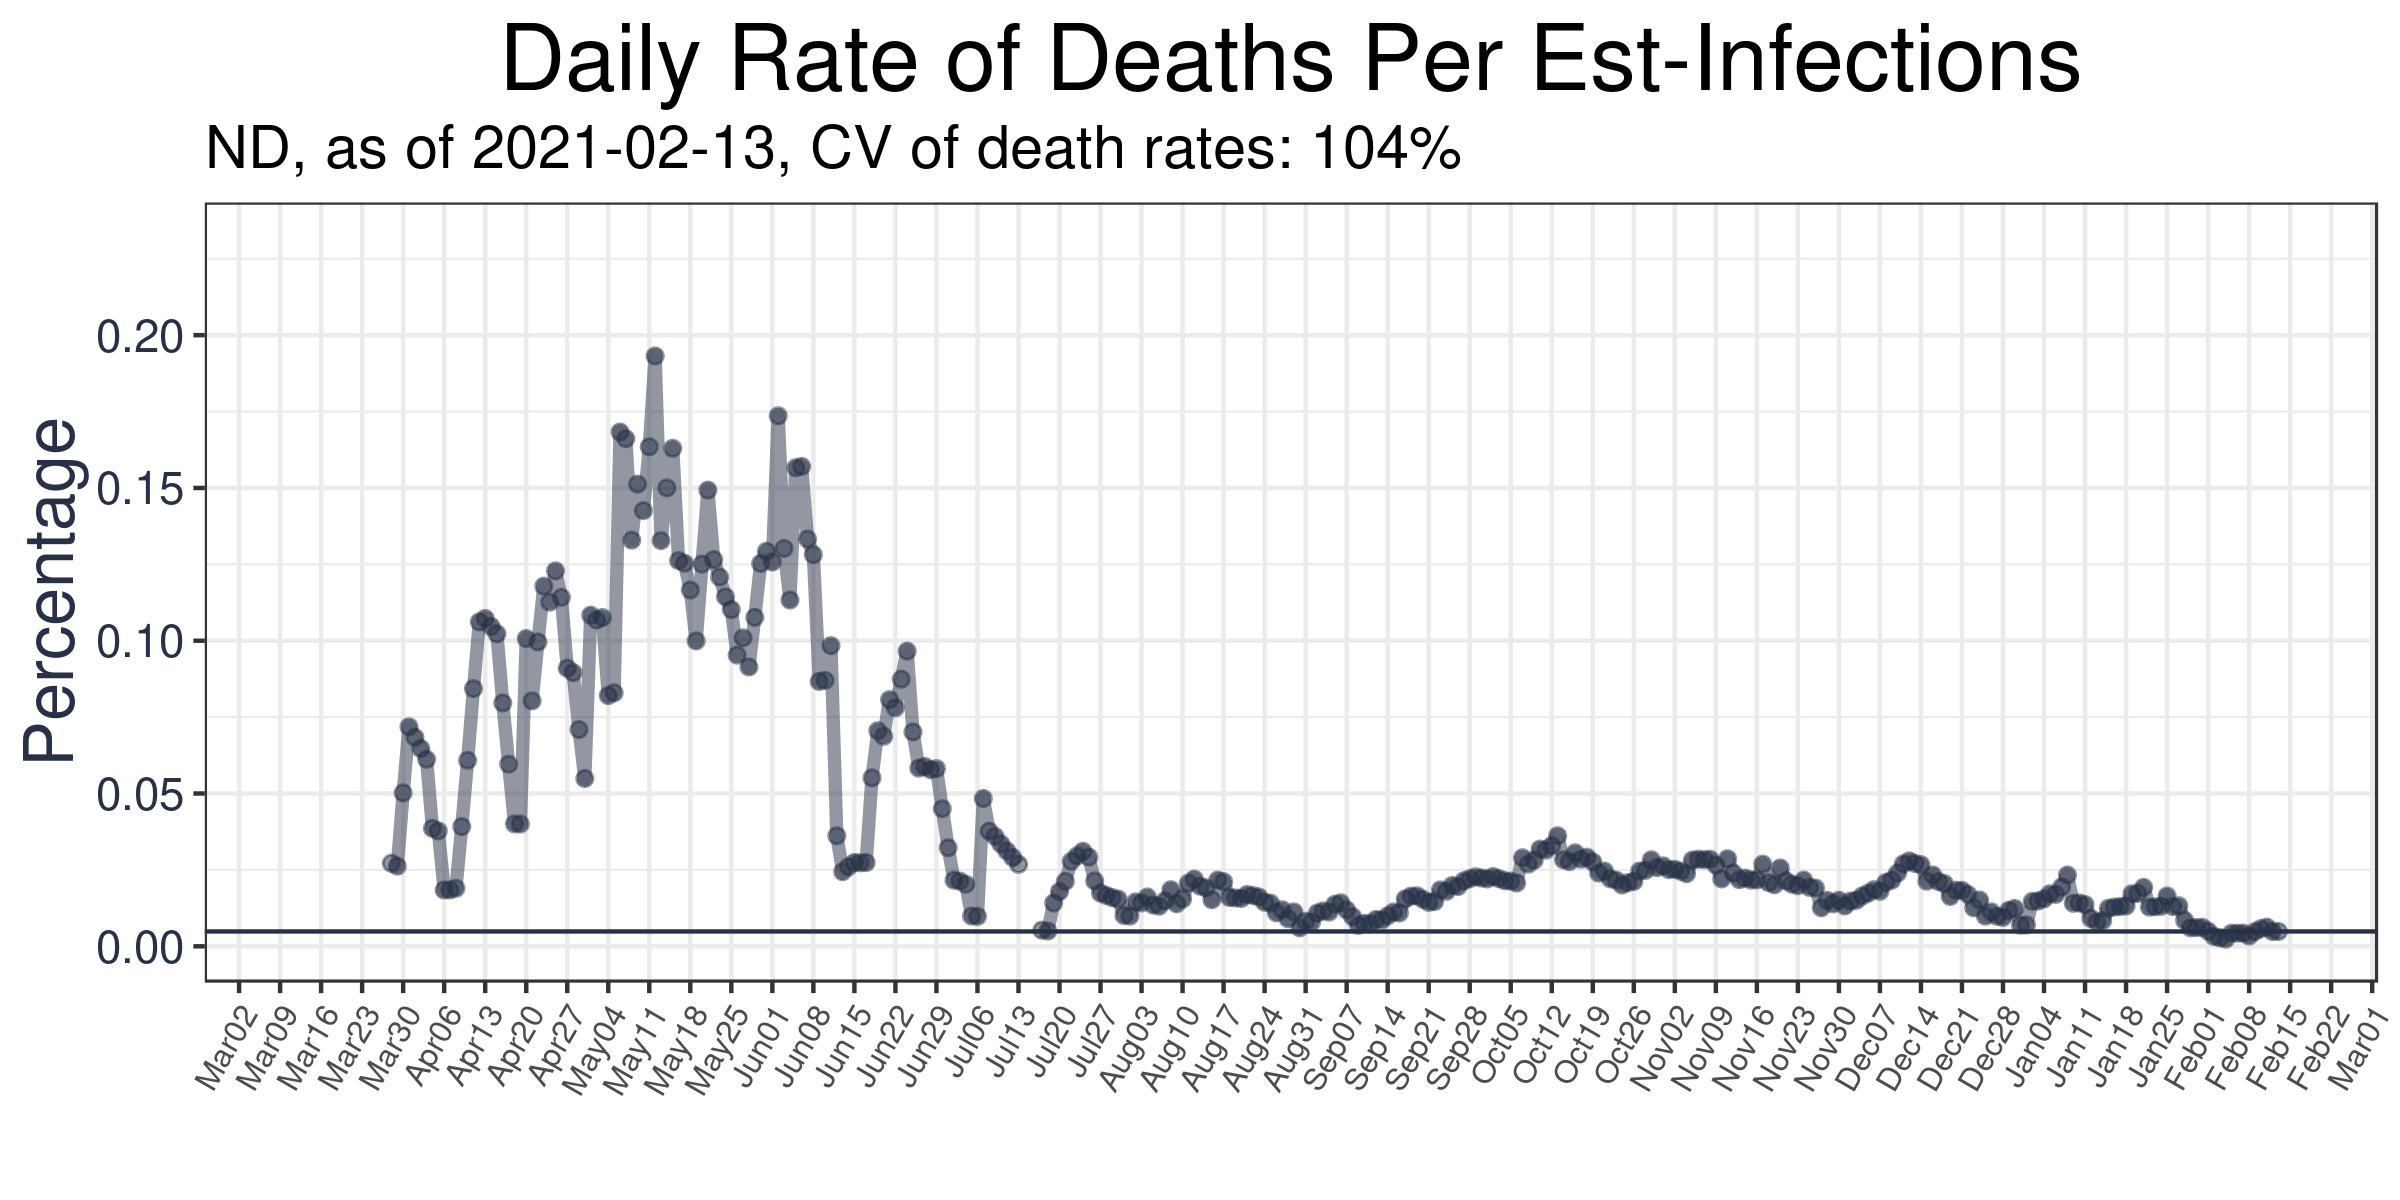 Daily Rate of Deaths Per Est-Infections
ND, as of 2021-02-13, CV of death rates: 104%
Percentage
0.20
0.15
0.10
0.05
0.00
Mar02
Mar09
Mar16
Mar23
Mar30
Apr06
Apr13
Apr20
Apr27
May04
May11
May18
May25
Jun01
Jun08
Jun15
Jun22
Jun29
Jul06
Jul13
Jul20
Jul27
Aug03
Aug10
Aug17
Aug24
Aug31
Sep07
Sep14
Sep21
Sep28
Oct05
Oct12
Oct19
Oct26
Nov02
Nov09
Nov16
Nov23
Nov30
Dec07
Dec14
Dec21
Dec28
Jan04
Jan11
Jan18
Jan25
Feb01
Feb08
Feb15
Feb22
Mar01